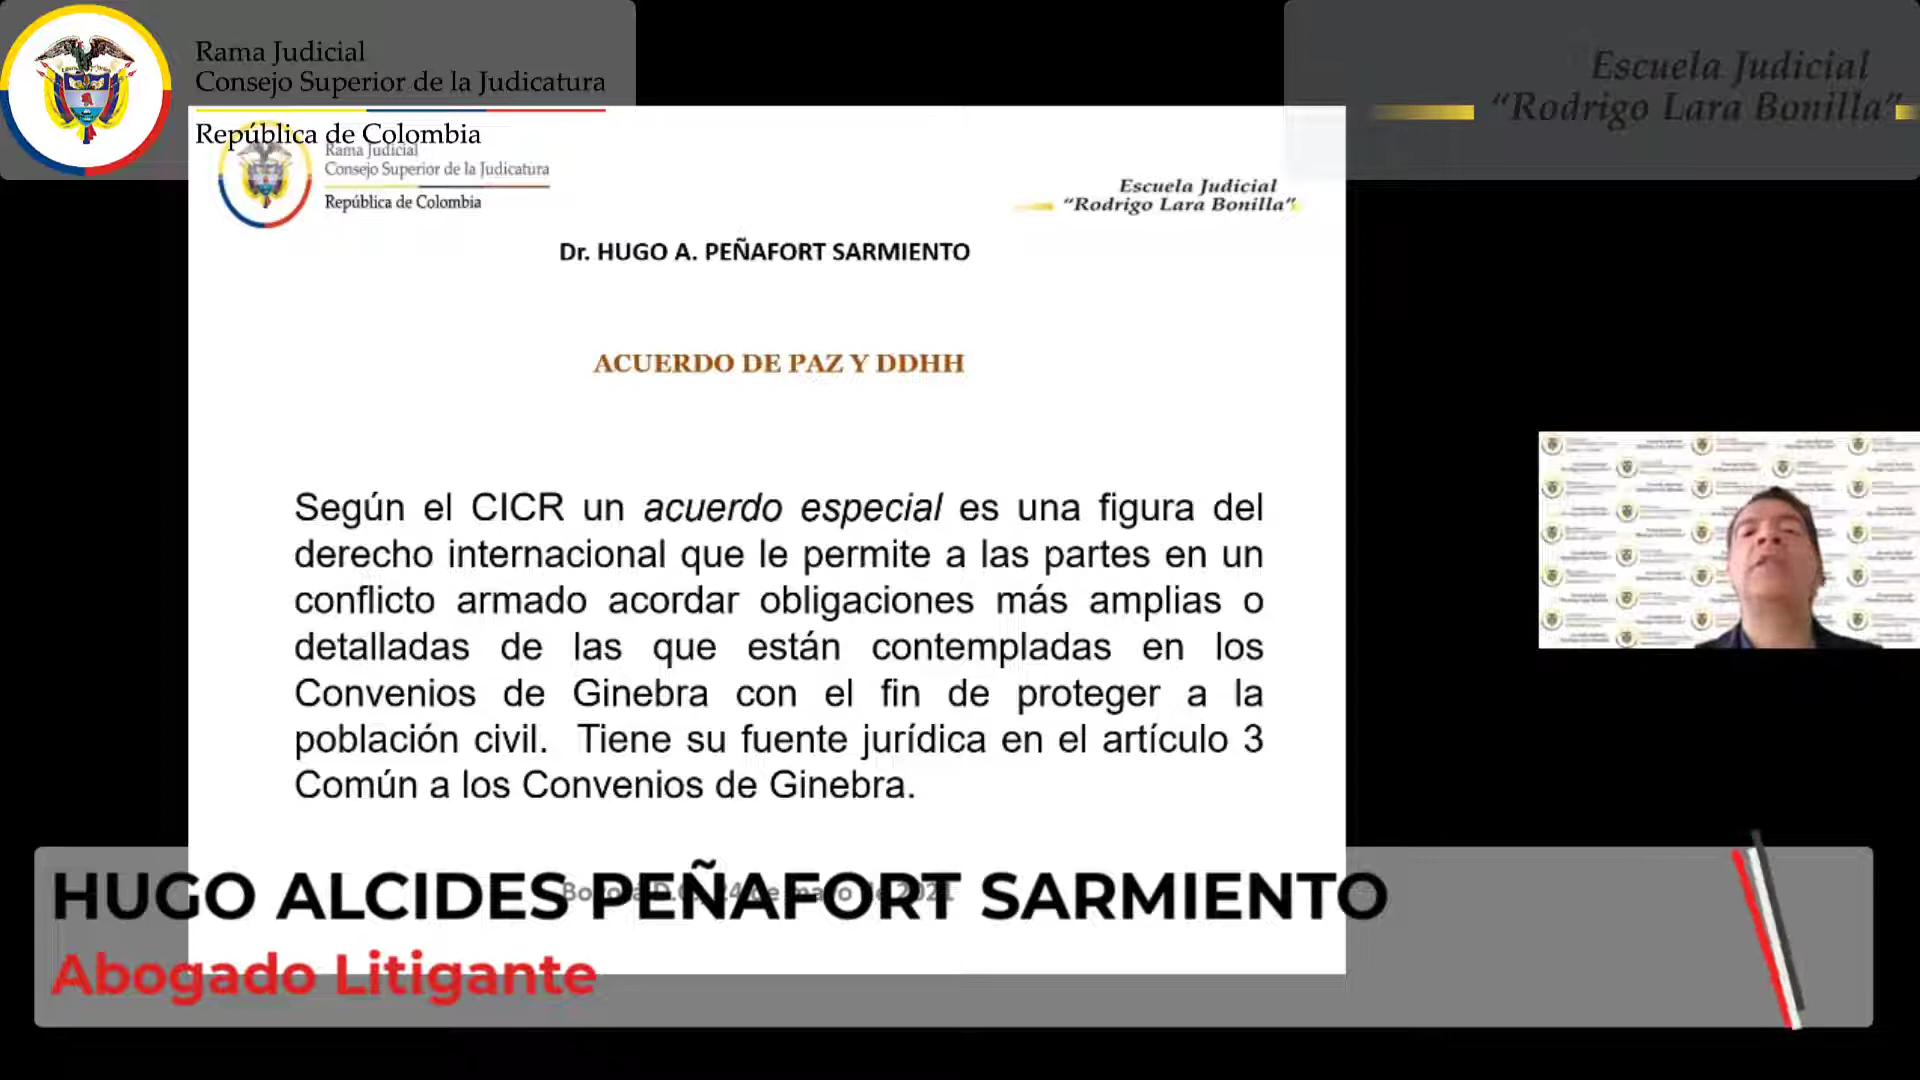 Rama Judicial
Consejo Superior de la Judicatura
República de Colombia
Escuela Judicial
“Rodrigo Lara Bonilla”
Rama Judicial
Consejo Superior de la Judicatura
República de Colombia
Escuela Judicial
“Rodrigo Lara Bonilla”
Dr. HUGO A. PEÑAFORT SARMIENTO
ACUERDO DE PAZ Y DDHH
Según el CICR un acuerdo especial es una figura del
derecho internacional que le permite a las partes en un
conflicto armado acordar obligaciones más amplias o
detalladas de las que están contempladas en los
Convenios de Ginebra con el fin de proteger a la
población civil. Tiene su fuente jurídica en el artículo 3
Común a los Convenios de Ginebra.
HUGO ALCIDES PEÑAFORT SARMIENTO
Abogado Litigante